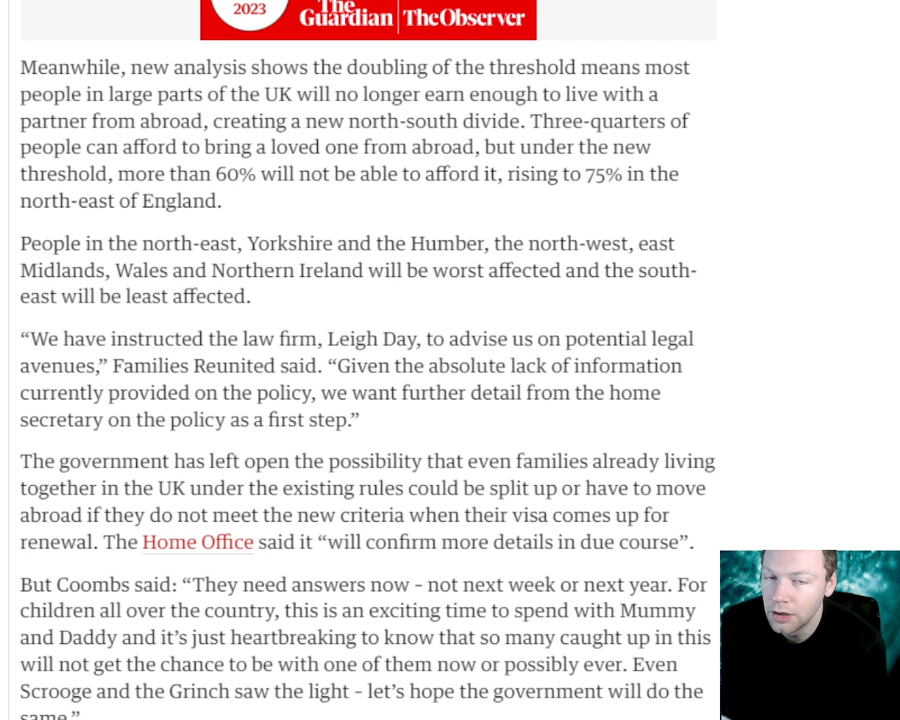 2023
The
Guardian
The Observer
Meanwhile, new analysis shows the doubling of the threshold means most
people in large parts of the UK will no longer earn enough to live with a
partner from abroad, creating a new north-south divide. Three-quarters of
people can afford to bring a loved one from abroad, but under the new
threshold, more than 60% will not be able to afford it, rising to 75% in the
north-east of England.
People in the north-east, Yorkshire and the Humber, the north-west, east
Midlands, Wales and Northern Ireland will be worst affected and the south-
east will be least affected.
“We have instructed the law firm, Leigh Day, to advise us on potential legal
avenues,” Families Reunited said. “Given the absolute lack of information
currently provided on the policy, we want further detail from the home
secretary on the policy as a first step.”
The government has left open the possibility that even families already living
together in the UK under the existing rules could be split up or have to move
abroad if they do not meet the new criteria when their visa comes up for
renewal. The Home Office said it “will confirm more details in due course”.
But Coombs said: “They need answers now – not next week or next year. For
children all over the country, this is an exciting time to spend with Mummy
and Daddy and it’s just heartbreaking to know that so many caught up in this
will not get the chance to be with one of them now or possibly ever. Even
Scrooge and the Grinch saw the light – let’s hope the government will do the
same.”